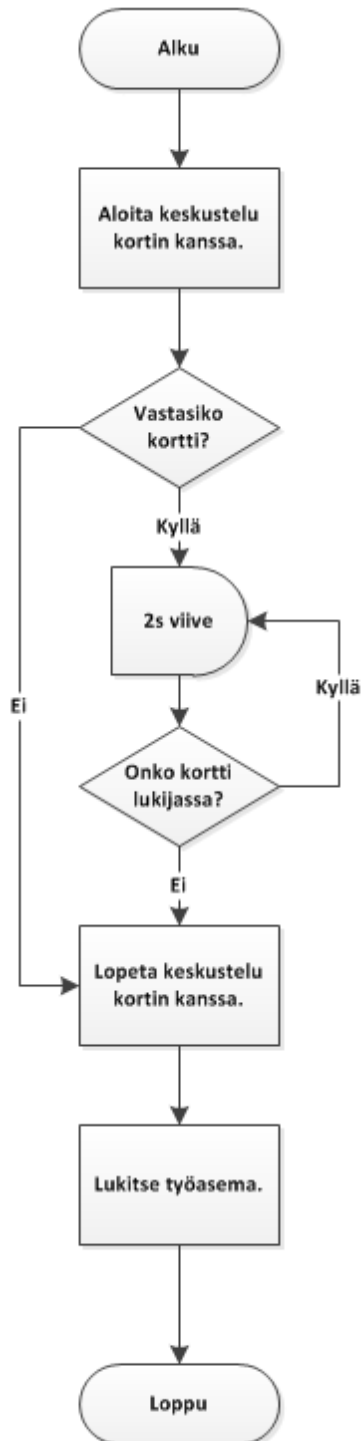 Alku
Aloita keskustelu
kortin kanssa.
Vastasiko
kortti?
Kyllä
2s viive
Kyllä
Ei
Onko kortti
lukijassa?
Ei
Lopeta keskustelu
kortin kanssa.
Lukitse työasema.
Loppu